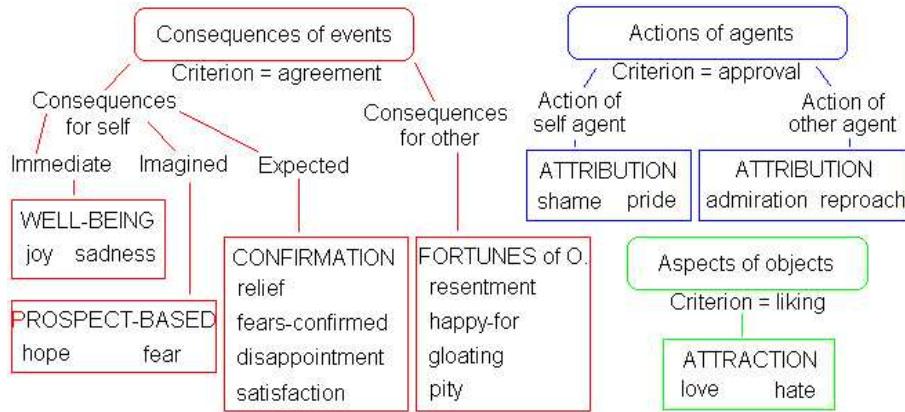 Consequences of events
Criterion = agreement
Consequences
for self
Immediate
Imagined
Expected
Consequences
for other
WELL-BEING
joy sadness
PROSPECT-BASED
hope fear
CONFIRMATION
relief
fears-confirmed
disappointment
satisfaction
FORTUNES of O.
resentment
happy-for
gloating
pity
Actions of agents
Criterion = approval
Action of
self agent
Action of
other agent
ATTRIBUTION
shame pride
ATTRIBUTION
admiration reproach
Aspects of objects
Criterion = liking
ATTRACTION
love hate